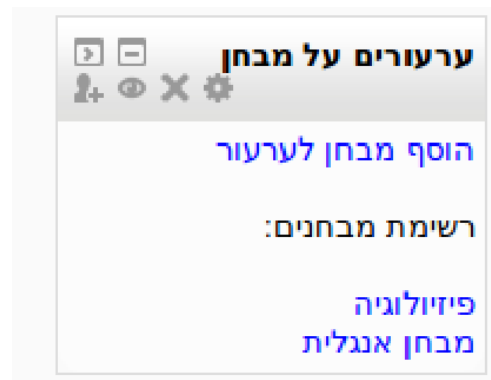 ערעורים על מבחן
הוסף מבחן לערעור
רשימת מבחנים:
פיזיולוגיה
מבחן אנגלית